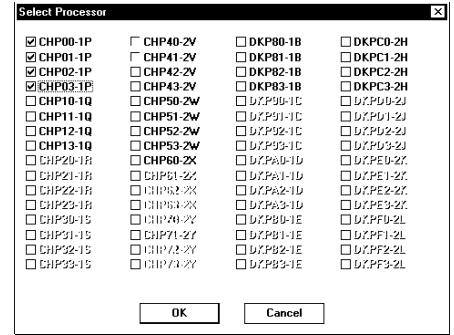 Select Processor
CHP00-1P CHP40-2V DKP80-1B DKPC0-2H
CHP01-1P CHP41-2V DKP81-1B DKPC1-2H
CHP02-1P CHP42-2V DKP82-1B DKPC2-2H
CHP03-1P CHP43-2V DKP83-1B DKPC3-2H
CHP10-1Q CHP50-2W DKP90-1C DKPD0-2J
CHP11-1Q CHP51-2W DKP91-1C DKPD1-2J
CHP12-1Q CHP52-2W DKP92-1C DKPD2-2J
CHP13-1Q CHP53-2W DKP93-1C DKPD3-2J
CHP20-1R CHP60-2X DKPA0-1D DKPE0-2K
CHP21-1R CHP61-2X DKPA1-1D DKPE1-2K
CHP22-1R CHP62-2X DKPA2-1D DKPE2-2K
CHP23-1R CHP63-2X DKPA3-1D DKPE3-2K
CHP30-1S CHP70-2Y DKPB0-1E DKPF0-2L
CHP31-1S CHP71-2Y DKPB1-1E DKPF1-2L
CHP32-1S CHP72-2Y DKPB2-1E DKPF2-2L
CHP33-1S CHP73-2Y DKPB3-1E DKPF3-2L
OK Cancel